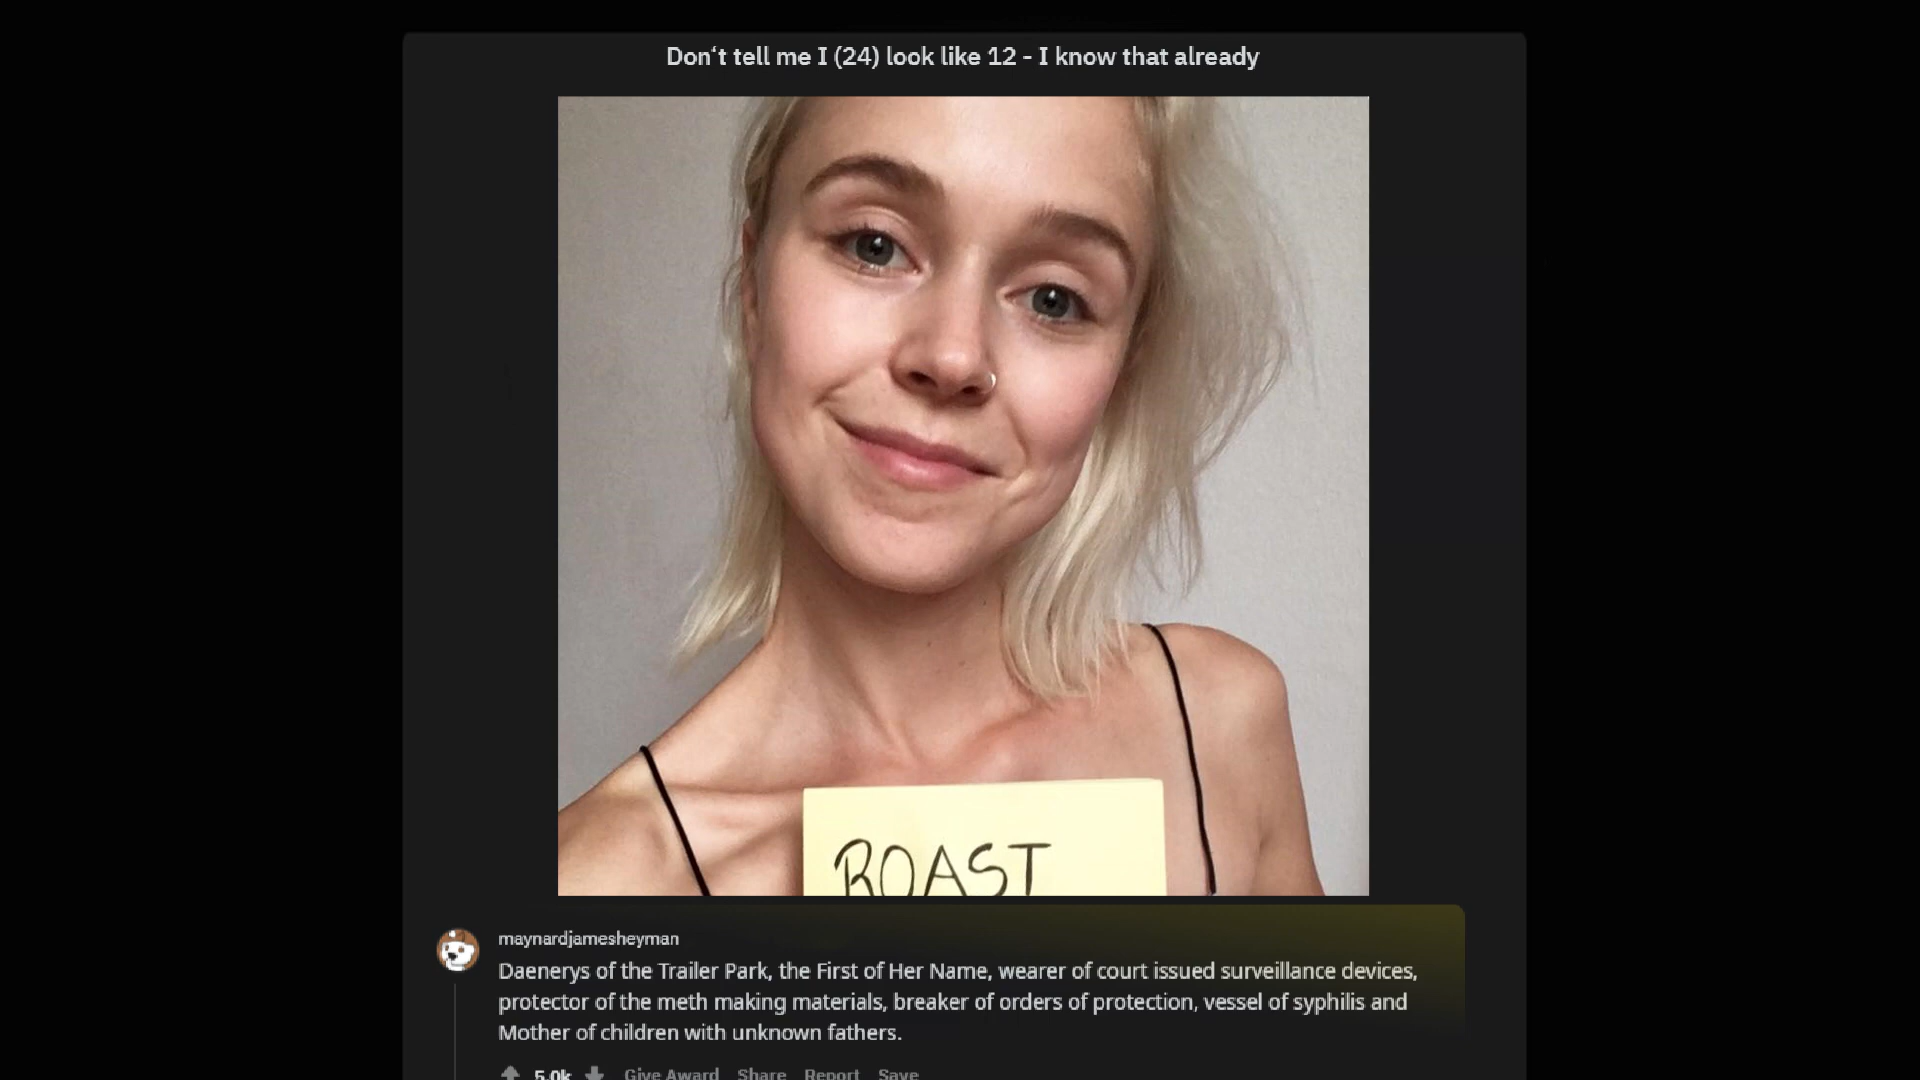 Don‘t tell me I (24) look like 12 - I know that already
ROAST
maynardjamesheyman
Daenerys of the Trailer Park, the First of Her Name, wearer of court issued surveillance devices,
protector of the meth making materials, breaker of orders of protection, vessel of syphilis and
Mother of children with unknown fathers.
5.0k Give Award Share Report Save